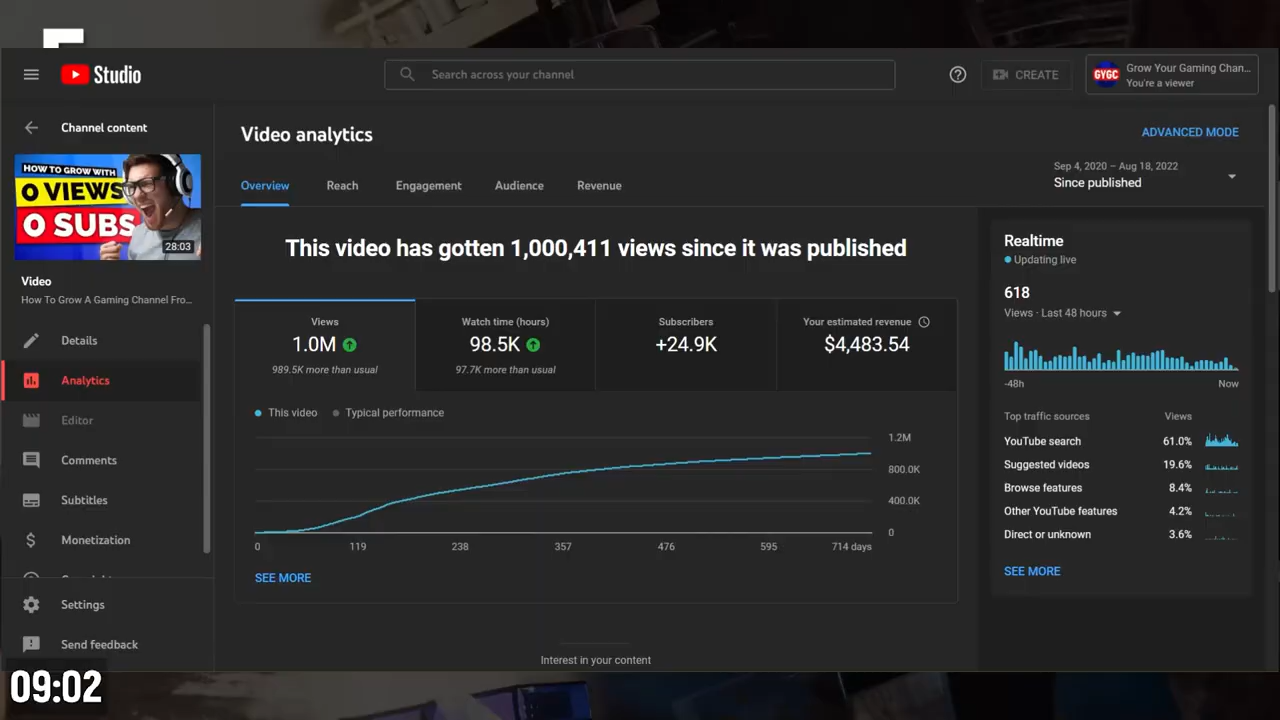 Studio
Search across your channel
CREATE
GYGC
Grow Your Gaming Chan...
You're a viewer
Channel content
HOW TO GROW WITH
0 VIEWS
0 SUBS
28:03
Video
How To Grow A Gaming Channel Fro...
Details
Analytics
Editor
Comments
Subtitles
Monetization
Settings
Send feedback
09:02
Video analytics
ADVANCED MODE
Overview
Reach
Engagement
Audience
Revenue
Sep 4, 2020 – Aug 18, 2022
Since published
This video has gotten 1,000,411 views since it was published
Views
1.0M
989.5K more than usual
Watch time (hours)
98.5K
97.7K more than usual
Subscribers
+24.9K
Your estimated revenue
$4,483.54
This video
Typical performance
1.2M
800.0K
400.0K
0
0
119
238
357
476
595
714 days
SEE MORE
Interest in your content
Realtime
Updating live
618
Views · Last 48 hours
-48h
Now
Top traffic sources
Views
YouTube search
61.0%
Suggested videos
19.6%
Browse features
8.4%
Other YouTube features
4.2%
Direct or unknown
3.6%
SEE MORE